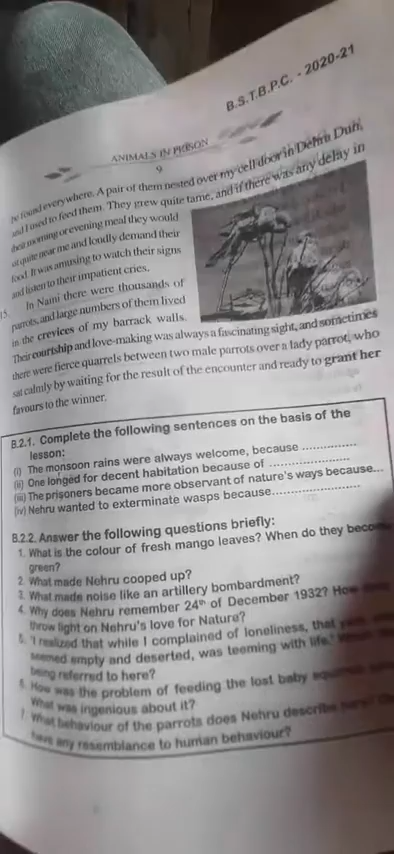 B.S.T.B.P.C. - 2020-21
ANIMALS IN PRISON
9
be found everywhere. A pair of them nested over my cell-door in Dehra Dun,
and I used to feed them. They grew quite tame, and if there was any delay in
their morning or evening meal they would
sit quite near me and loudly demand their
food. It was amusing to watch their signs
and listen to their impatient cries.
15. In Naini there were thousands of
parrots, and large numbers of them lived
in the crevices of my barrack walls.
Their courtship and love-making was always a fascinating sight, and sometimes
there were fierce quarrels between two male parrots over a lady parrot, who
sat calmly by waiting for the result of the encounter and ready to grant her
favours to the winner.
B.2.1. Complete the following sentences on the basis of the
lesson:
(i) The monsoon rains were always welcome, because ...............
(ii) One longed for decent habitation because of .....................
(iii) The prisoners became more observant of nature's ways because...
(iv) Nehru wanted to exterminate wasps because.......................
B.2.2. Answer the following questions briefly:
1. What is the colour of fresh mango leaves? When do they become
green?
2. What made Nehru cooped up?
3. What made noise like an artillery bombardment?
4. Why does Nehru remember 24th of December 1932? How
throw light on Nehru's love for Nature?
5. 'I realized that while I complained of loneliness, that
seemed empty and deserted, was teeming with life.'
being referred to here?
6. How was the problem of feeding the lost baby
What was ingenious about it?
7. What behaviour of the parrots does Nehru describe
have any resemblance to human behaviour?